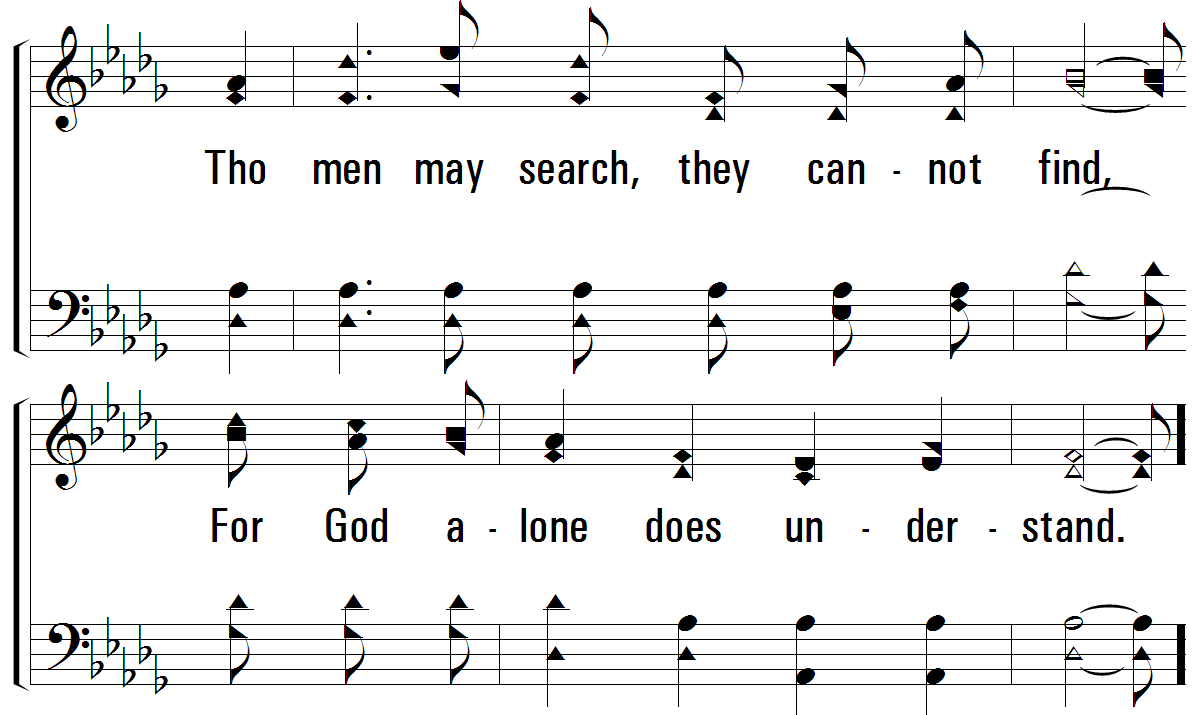 Tho men may search, they can - not find,
For God a - lone does un - der - stand.